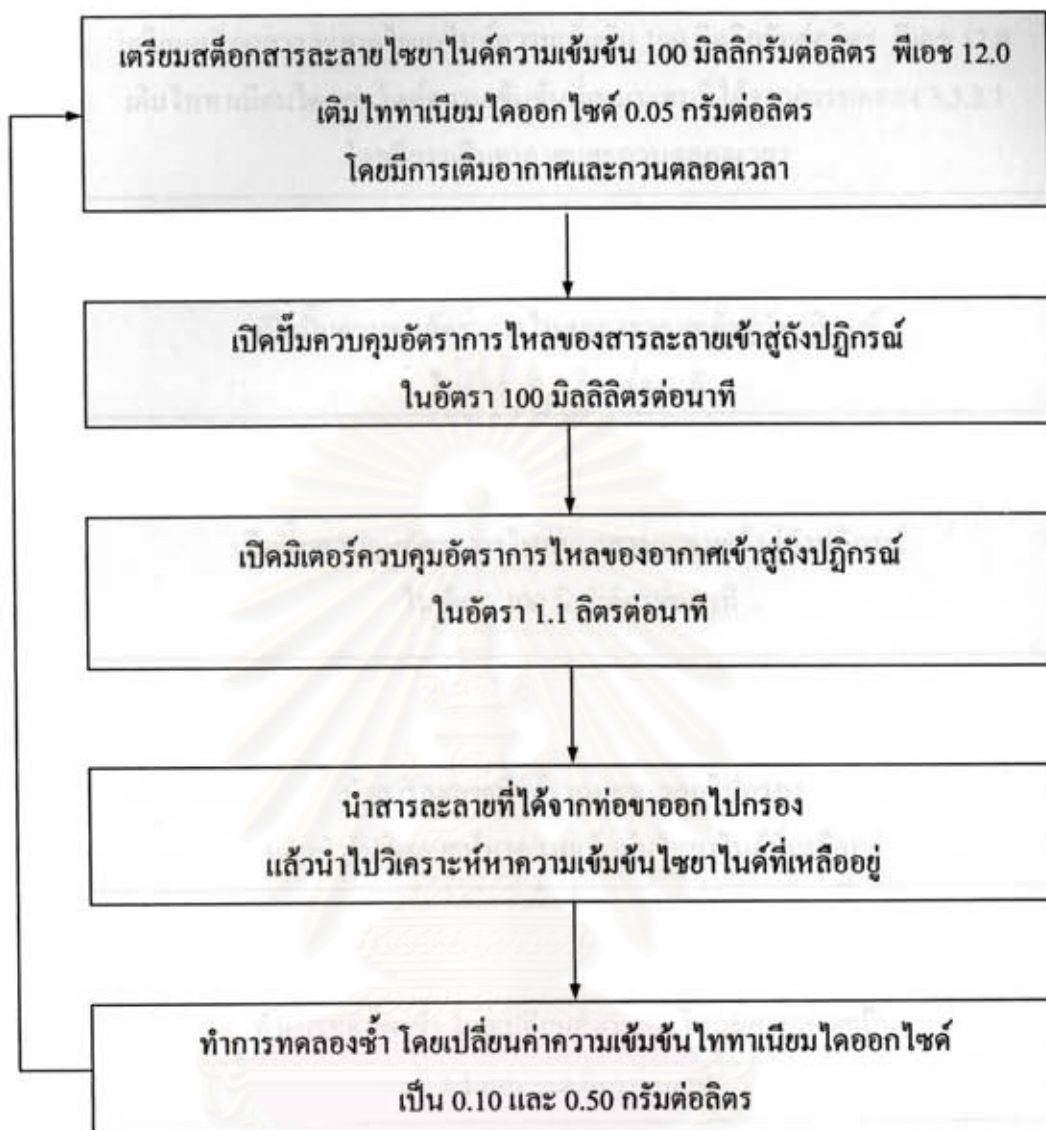 เตรียมสต็อกสารละลายไซยาไนด์ความเข้มข้น 100 มิลลิกรัมต่อลิตร พีเอช 12.0
เติมไททาเนียมไดออกไซด์ 0.05 กรัมต่อลิตร
โดยมีการเติมอากาศและกวนตลอดเวลา
เปิดปั๊มควบคุมอัตราการไหลของสารละลายเข้าสู่ถังปฏิกรณ์
ในอัตรา 100 มิลลิลิตรต่อนาที
เปิดมิเตอร์ควบคุมอัตราการไหลของอากาศเข้าสู่ถังปฏิกรณ์
ในอัตรา 1.1 ลิตรต่อนาที
นำสารละลายที่ได้จากท่อขาออกไปกรอง
แล้วนำไปวิเคราะห์หาความเข้มข้นไซยาไนด์ที่เหลืออยู่
ทำการทดลองซ้ำ โดยเปลี่ยนค่าความเข้มข้นไททาเนียมไดออกไซด์
เป็น 0.10 และ 0.50 กรัมต่อลิตร